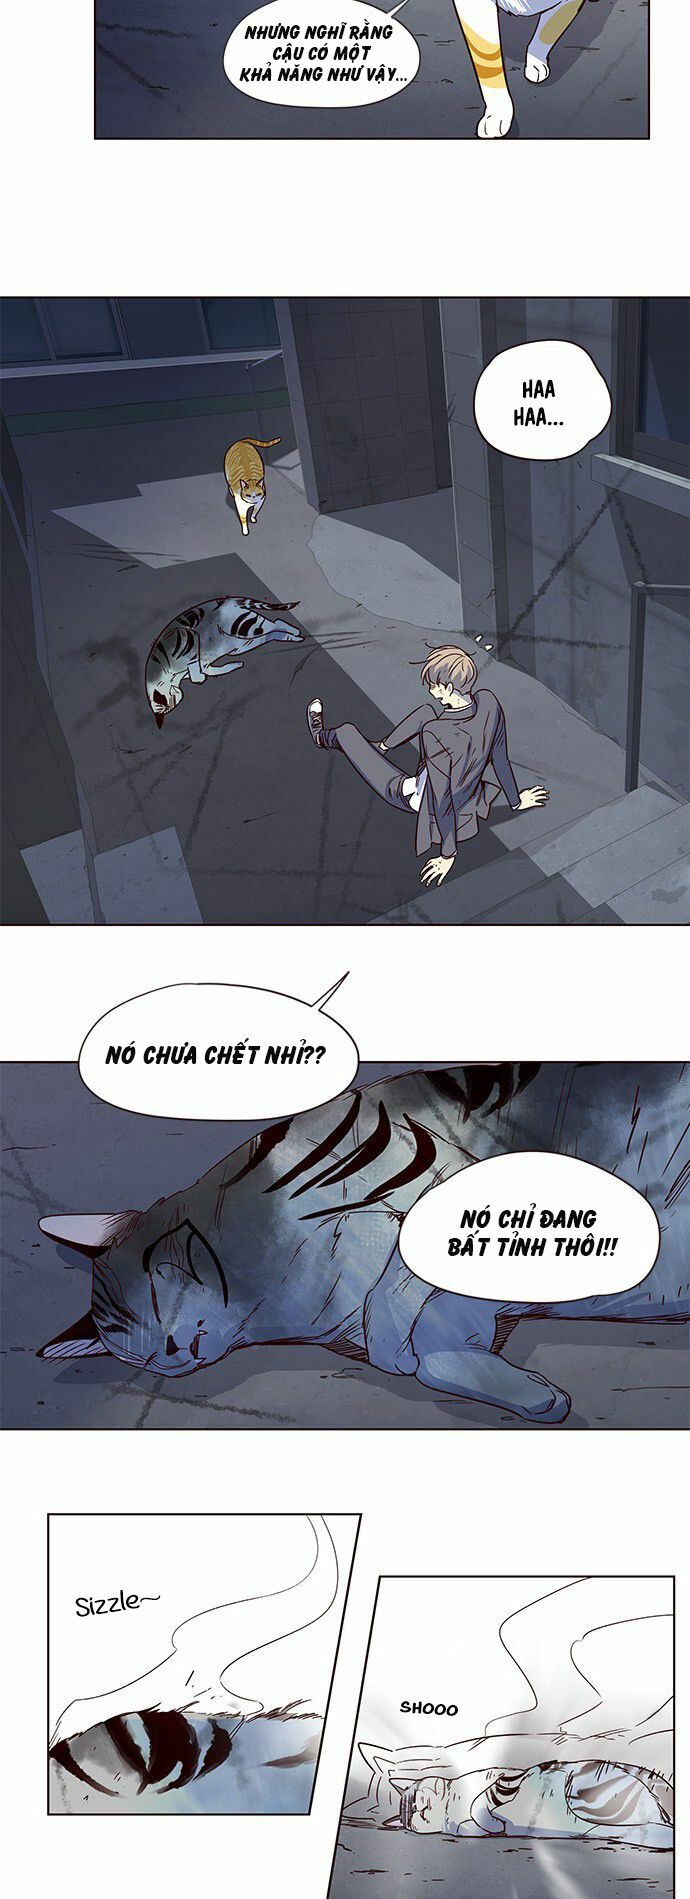 NHƯNG NGHĨ RẰNG
CẬU CÓ MỘT
KHẢ NĂNG NHƯ VẬY...
HAA
HAA...
NÓ CHƯA CHẾT NHỈ??
NÓ CHỈ ĐANG
BẤT TỈNH THÔI!!
Sizzle~
SHOOO